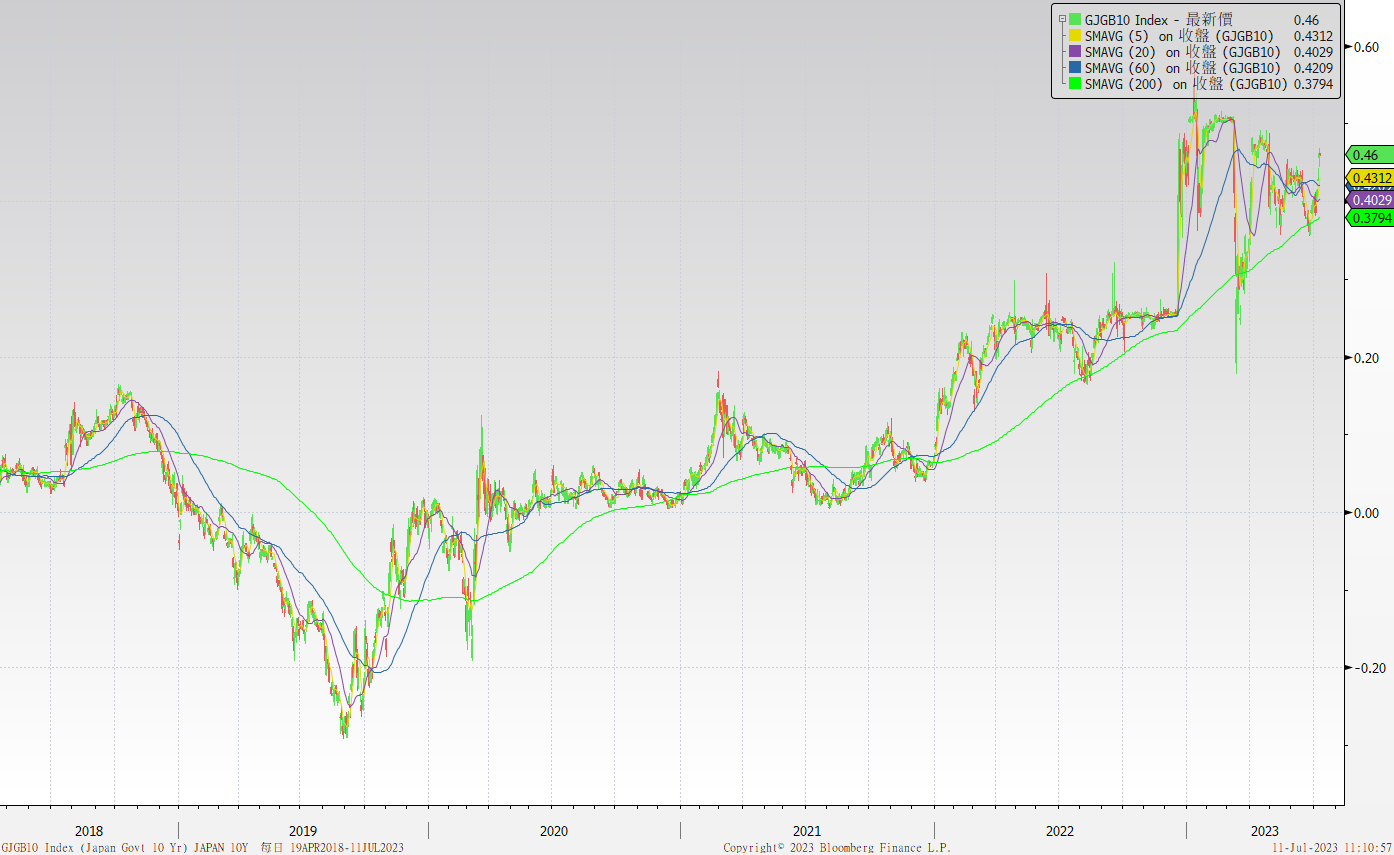 GJGB10 Index - 最新價 0.46
SMAVG (5) on 收盤 (GJGB10) 0.4312
SMAVG (20) on 收盤 (GJGB10) 0.4029
SMAVG (60) on 收盤 (GJGB10) 0.4209
SMAVG (200) on 收盤 (GJGB10) 0.3794
0.60
0.46
0.4312
0.4029
0.3794
0.20
0.00
-0.20
2018 2019 2020 2021 2022 2023
GJGB10 Index (Japan Govt 10 Yr) JAPAN 10Y 每日 19APR2018-11JUL2023 Copyright© 2023 Bloomberg Finance L.P. 11-Jul-2023 11:10:57